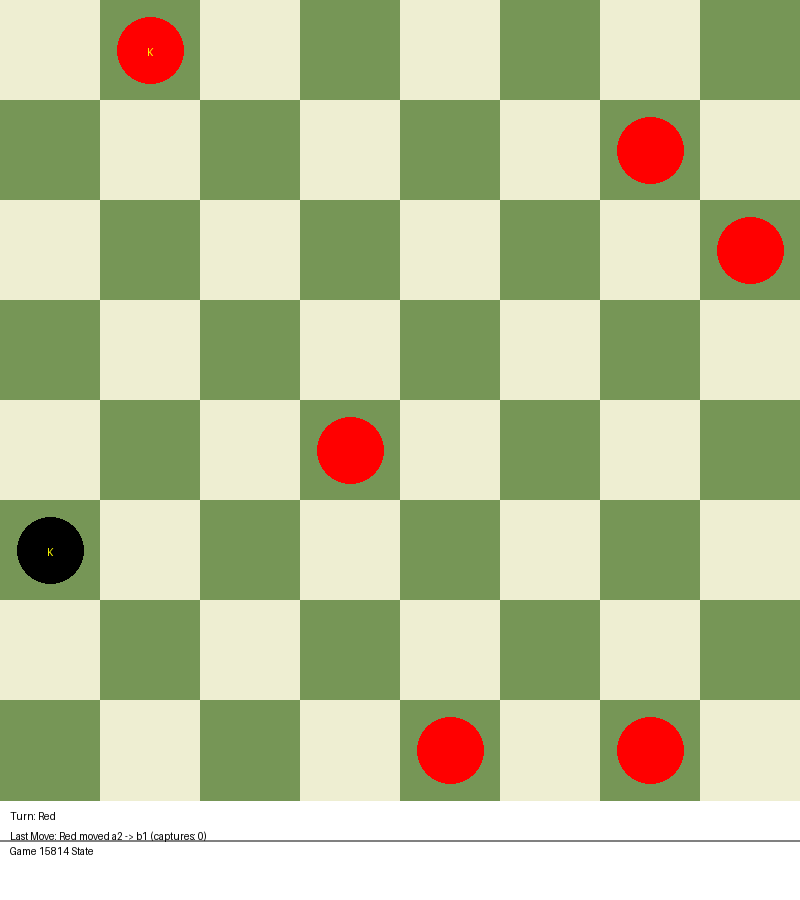 K
K
Turn: Red
Last Move: Red moved a2 -> b1 (captures: 0)
Game 15814 State